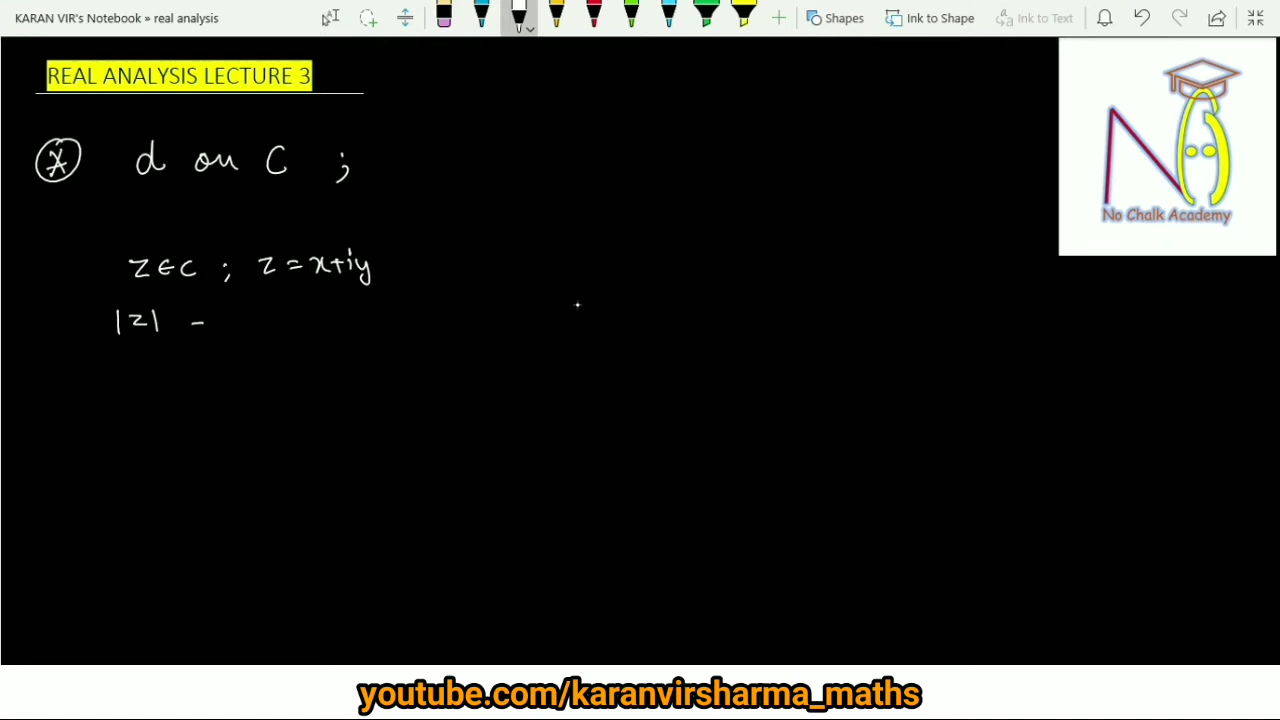 KARAN VIR's Notebook » real analysis
Shapes
Ink to Shape
Ink to Text
REAL ANALYSIS LECTURE 3
d on C ;
z ∈ C ; z = x+iy
|z| -
No Chalk Academy
youtube.com/karanvirsharma_maths